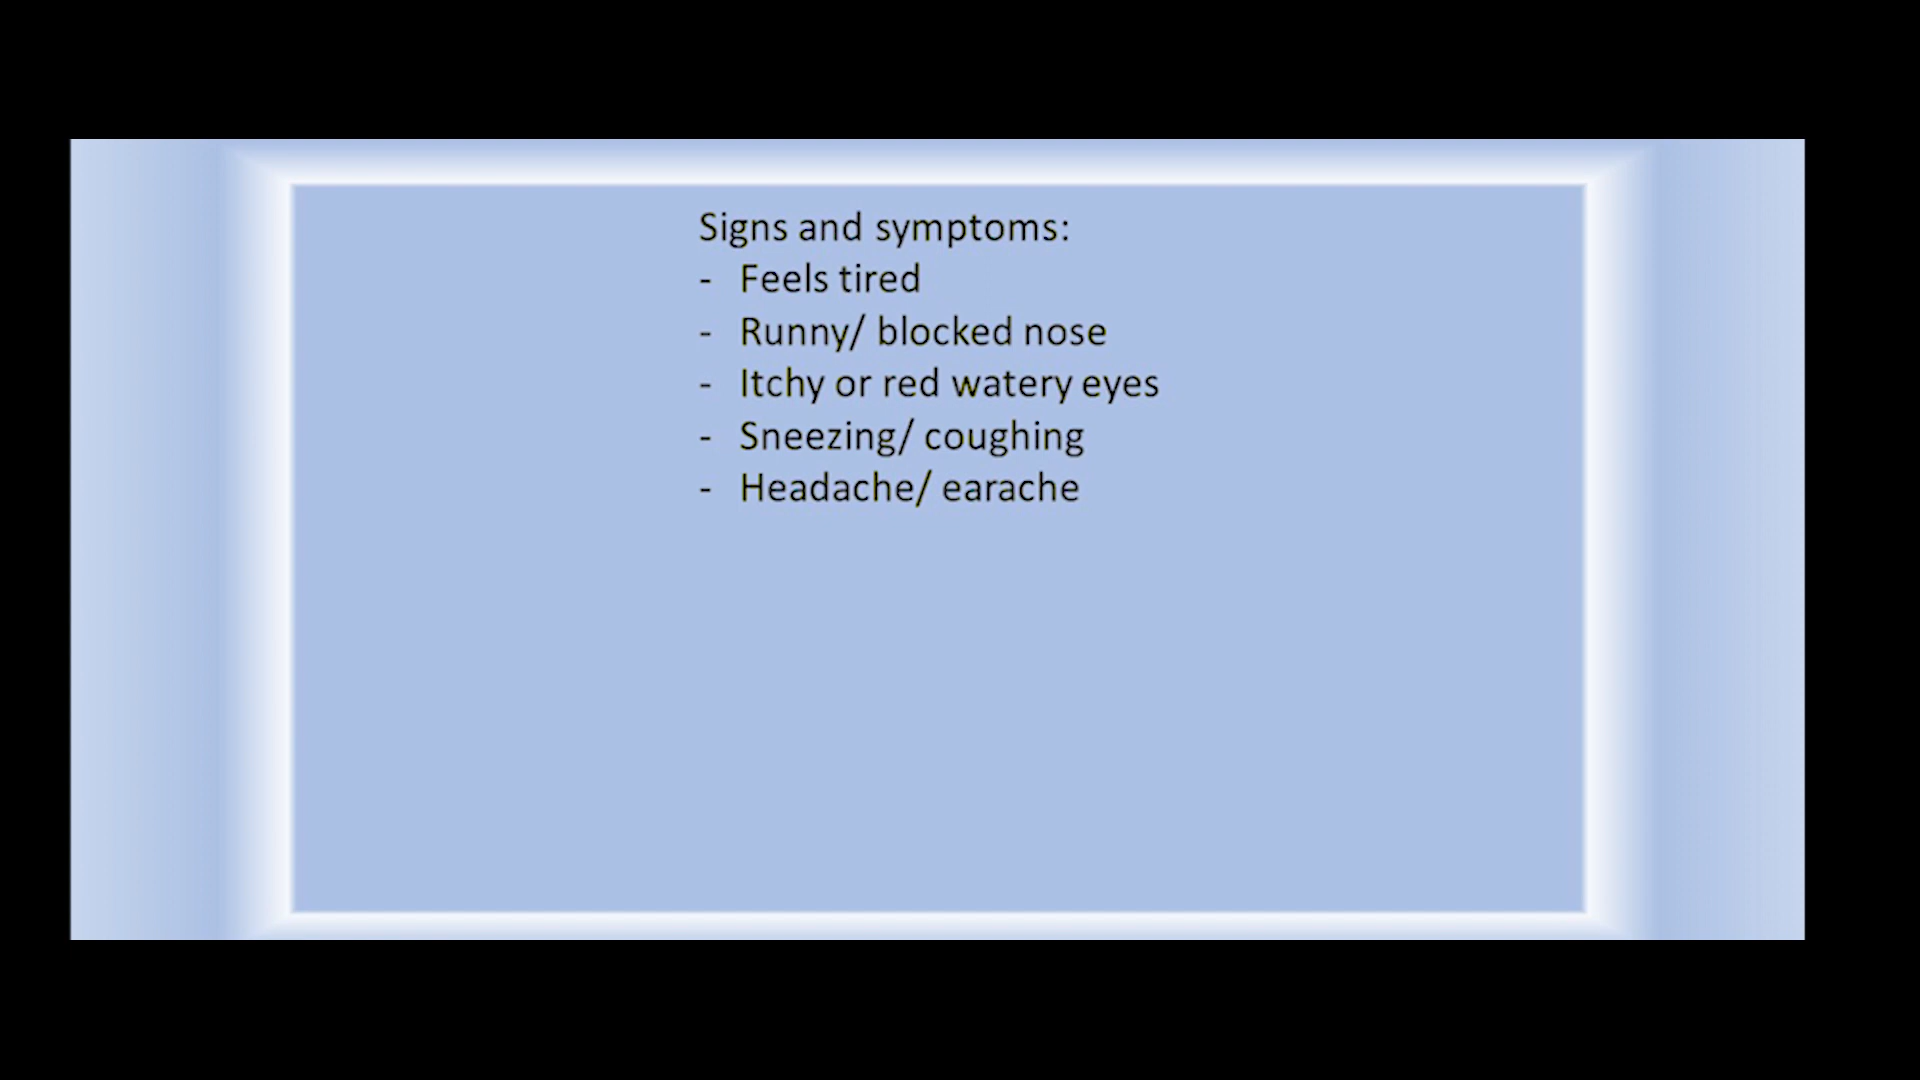 Signs and symptoms:
- Feels tired
- Runny/ blocked nose
- Itchy or red watery eyes
- Sneezing/ coughing
- Headache/ earache